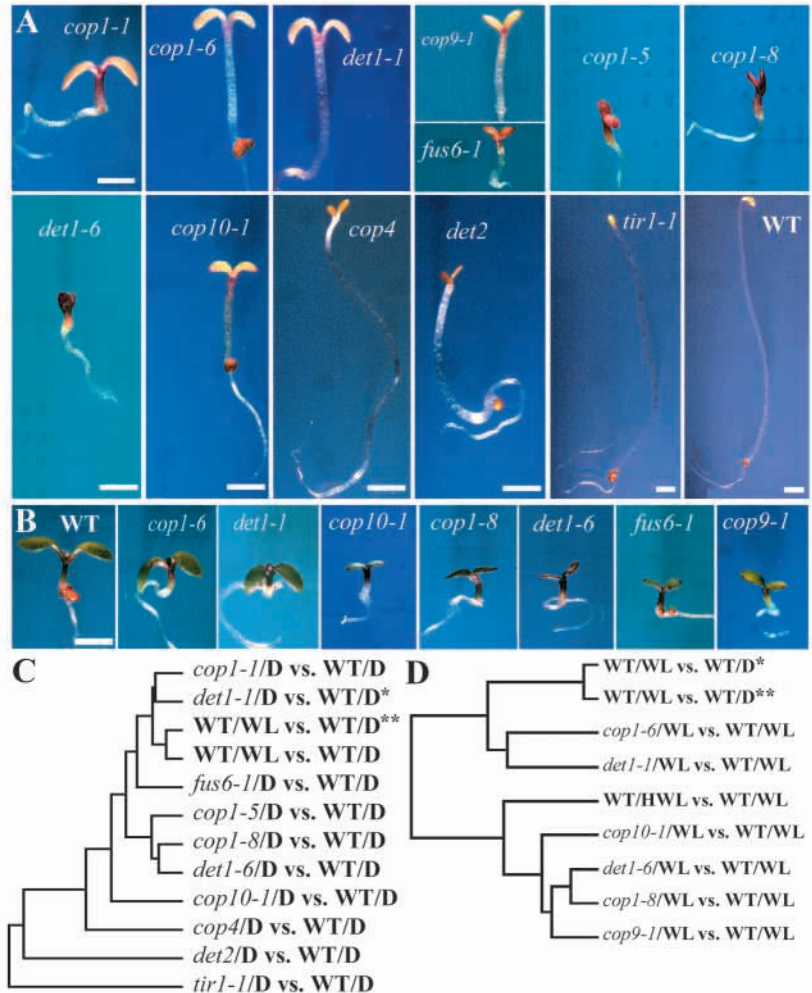 A
cop1-1
cop1-6
det1-1
cop9-1
fus6-1
cop1-5
cop1-8
det1-6
cop10-1
cop4
det2
tir1-1
WT
B
WT
cop1-6
det1-1
cop10-1
cop1-8
det1-6
fus6-1
cop9-1
C
cop1-1/D vs. WT/D
det1-1/D vs. WT/D*
WT/WL vs. WT/D**
WT/WL vs. WT/D
fus6-1/D vs. WT/D
cop1-5/D vs. WT/D
cop1-8/D vs. WT/D
det1-6/D vs. WT/D
cop10-1/D vs. WT/D
cop4/D vs. WT/D
det2/D vs. WT/D
tir1-1/D vs. WT/D
D
WT/WL vs. WT/D*
WT/WL vs. WT/D**
cop1-6/WL vs. WT/WL
det1-1/WL vs. WT/WL
WT/HWL vs. WT/WL
cop10-1/WL vs. WT/WL
det1-6/WL vs. WT/WL
cop1-8/WL vs. WT/WL
cop9-1/WL vs. WT/WL